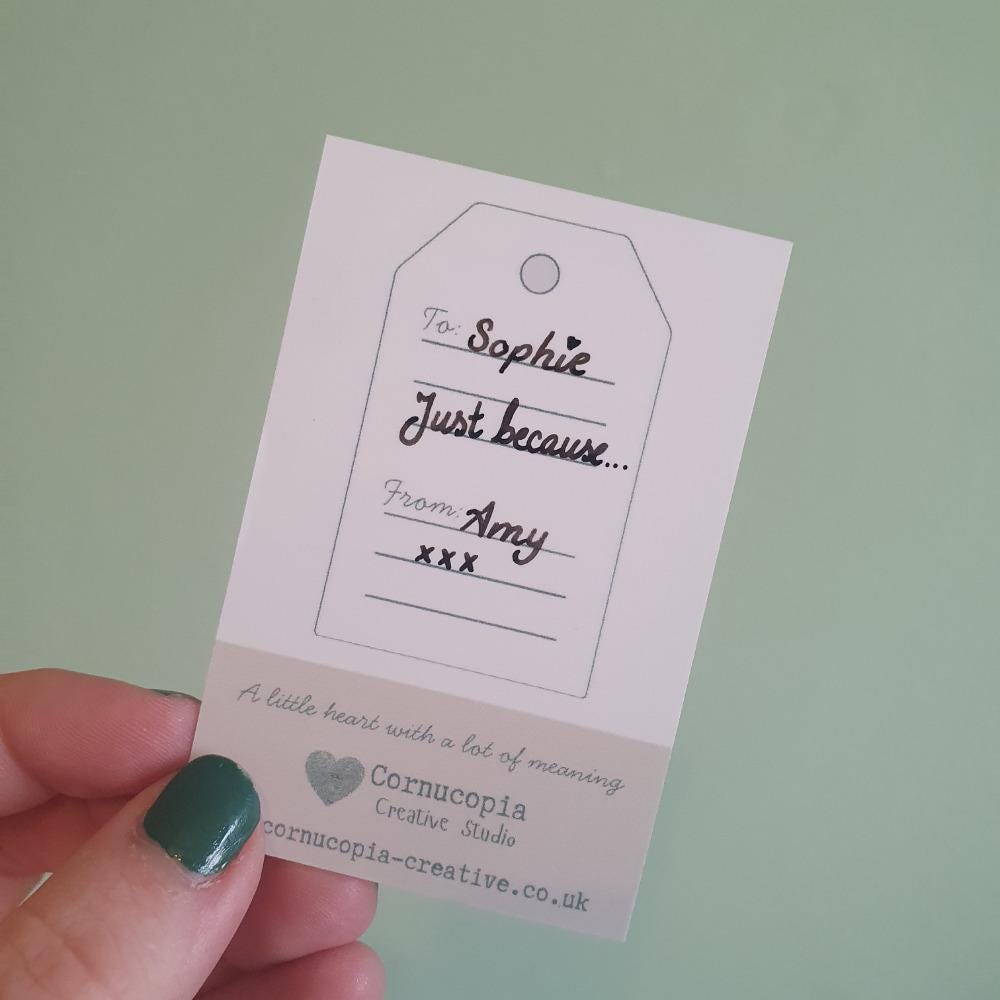 To: Sophie
Just because...
From: Amy
xxx
A little heart with a lot of meaning
Cornucopia
Creative Studio
cornucopia-creative.co.uk